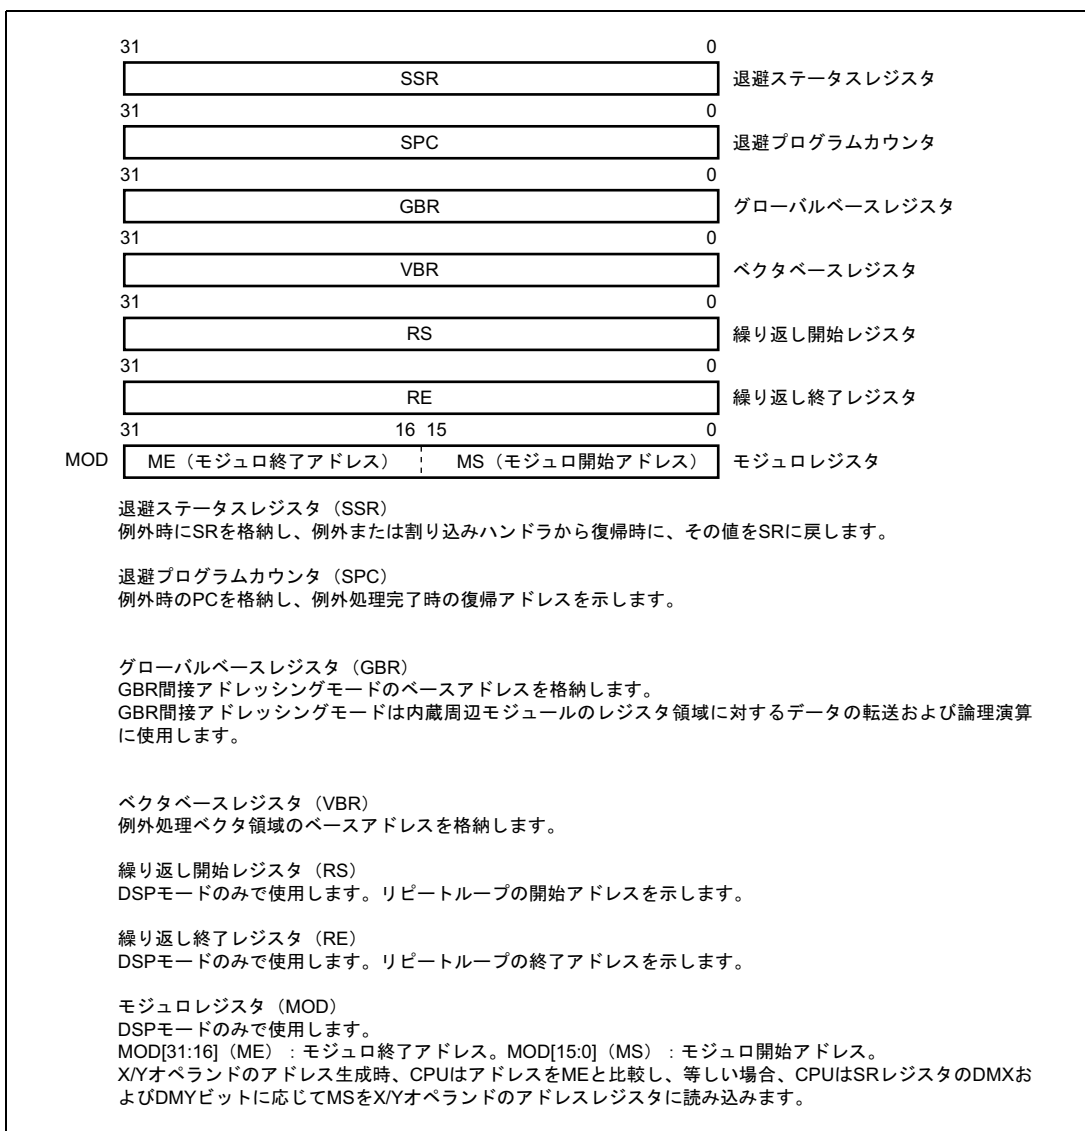 31 0
SSR 退避ステータスレジスタ
31 0
SPC 退避プログラムカウンタ
31 0
GBR グローバルベースレジスタ
31 0
VBR ベクタベースレジスタ
31 0
RS 繰り返し開始レジスタ
31 0
RE 繰り返し終了レジスタ
31 16 15 0
MOD ME（モジュロ終了アドレス） MS（モジュロ開始アドレス） モジュロレジスタ
退避ステータスレジスタ（SSR）
例外時にSRを格納し、例外または割り込みハンドラから復帰時に、その値をSRに戻します。
退避プログラムカウンタ（SPC）
例外時のPCを格納し、例外処理完了時の復帰アドレスを示します。
グローバルベースレジスタ（GBR）
GBR間接アドレッシングモードのベースアドレスを格納します。
GBR間接アドレッシングモードは内蔵周辺モジュールのレジスタ領域に対するデータの転送および論理演算
に使用します。
ベクタベースレジスタ（VBR）
例外処理ベクタ領域のベースアドレスを格納します。
繰り返し開始レジスタ（RS）
DSPモードのみで使用します。リピートループの開始アドレスを示します。
繰り返し終了レジスタ（RE）
DSPモードのみで使用します。リピートループの終了アドレスを示します。
モジュロレジスタ（MOD）
DSPモードのみで使用します。
MOD[31:16]（ME）：モジュロ終了アドレス。MOD[15:0]（MS）：モジュロ開始アドレス。
X/Yオペランドのアドレス生成時、CPUはアドレスをMEと比較し、等しい場合、CPUはSRレジスタのDMXお
よびDMYビットに応じてMSをX/Yオペランドのアドレスレジスタに読み込みます。